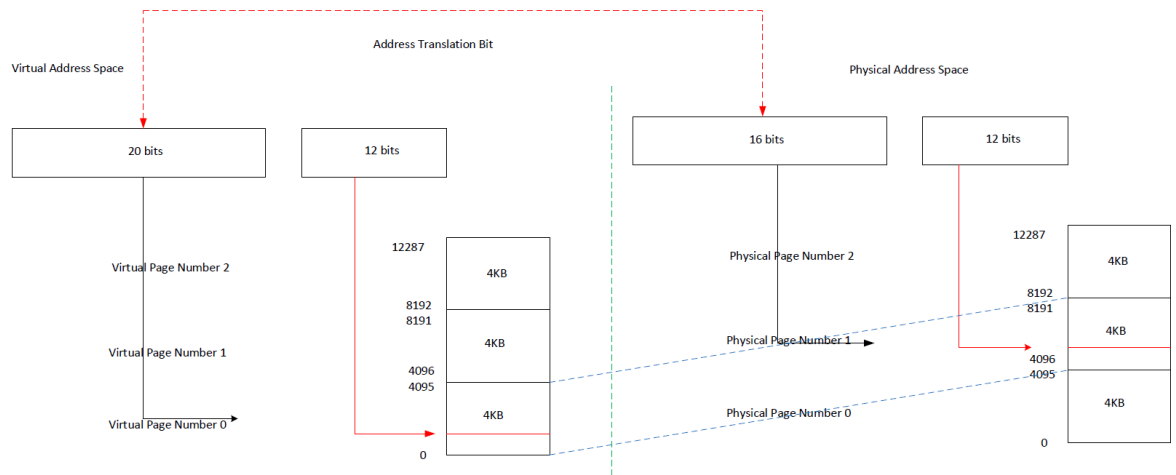 Address Translation Bit
Virtual Address Space
Physical Address Space
20 bits
12 bits
16 bits
12 bits
Virtual Page Number 2
Virtual Page Number 1
Virtual Page Number 0
12287
8192
8191
4096
4095
0
4KB
4KB
4KB
Physical Page Number 2
Physical Page Number 1
Physical Page Number 0
12287
8192
8191
4096
4095
0
4KB
4KB
4KB